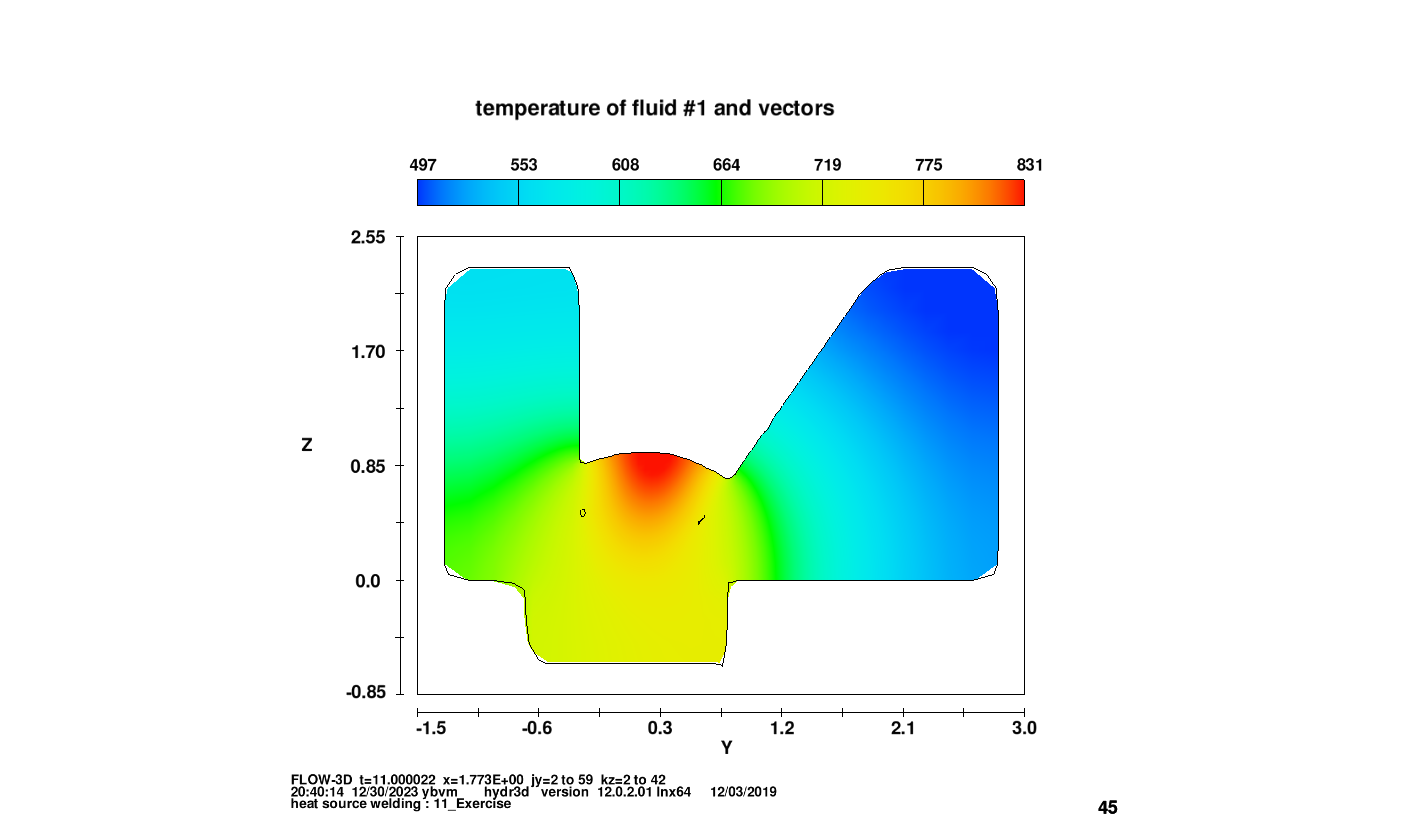 temperature of fluid #1 and vectors
497 553 608 664 719 775 831
2.55
1.70
Z
0.85
0.0
-0.85
-1.5 -0.6 0.3 1.2 2.1 3.0
Y
FLOW-3D t=11.000022 x=1.773E+00 jy=2 to 59 kz=2 to 42
20:40:14 12/30/2023 ybvm hydr3d version 12.0.2.01 lnx64 12/03/2019
heat source welding : 11_Exercise
45